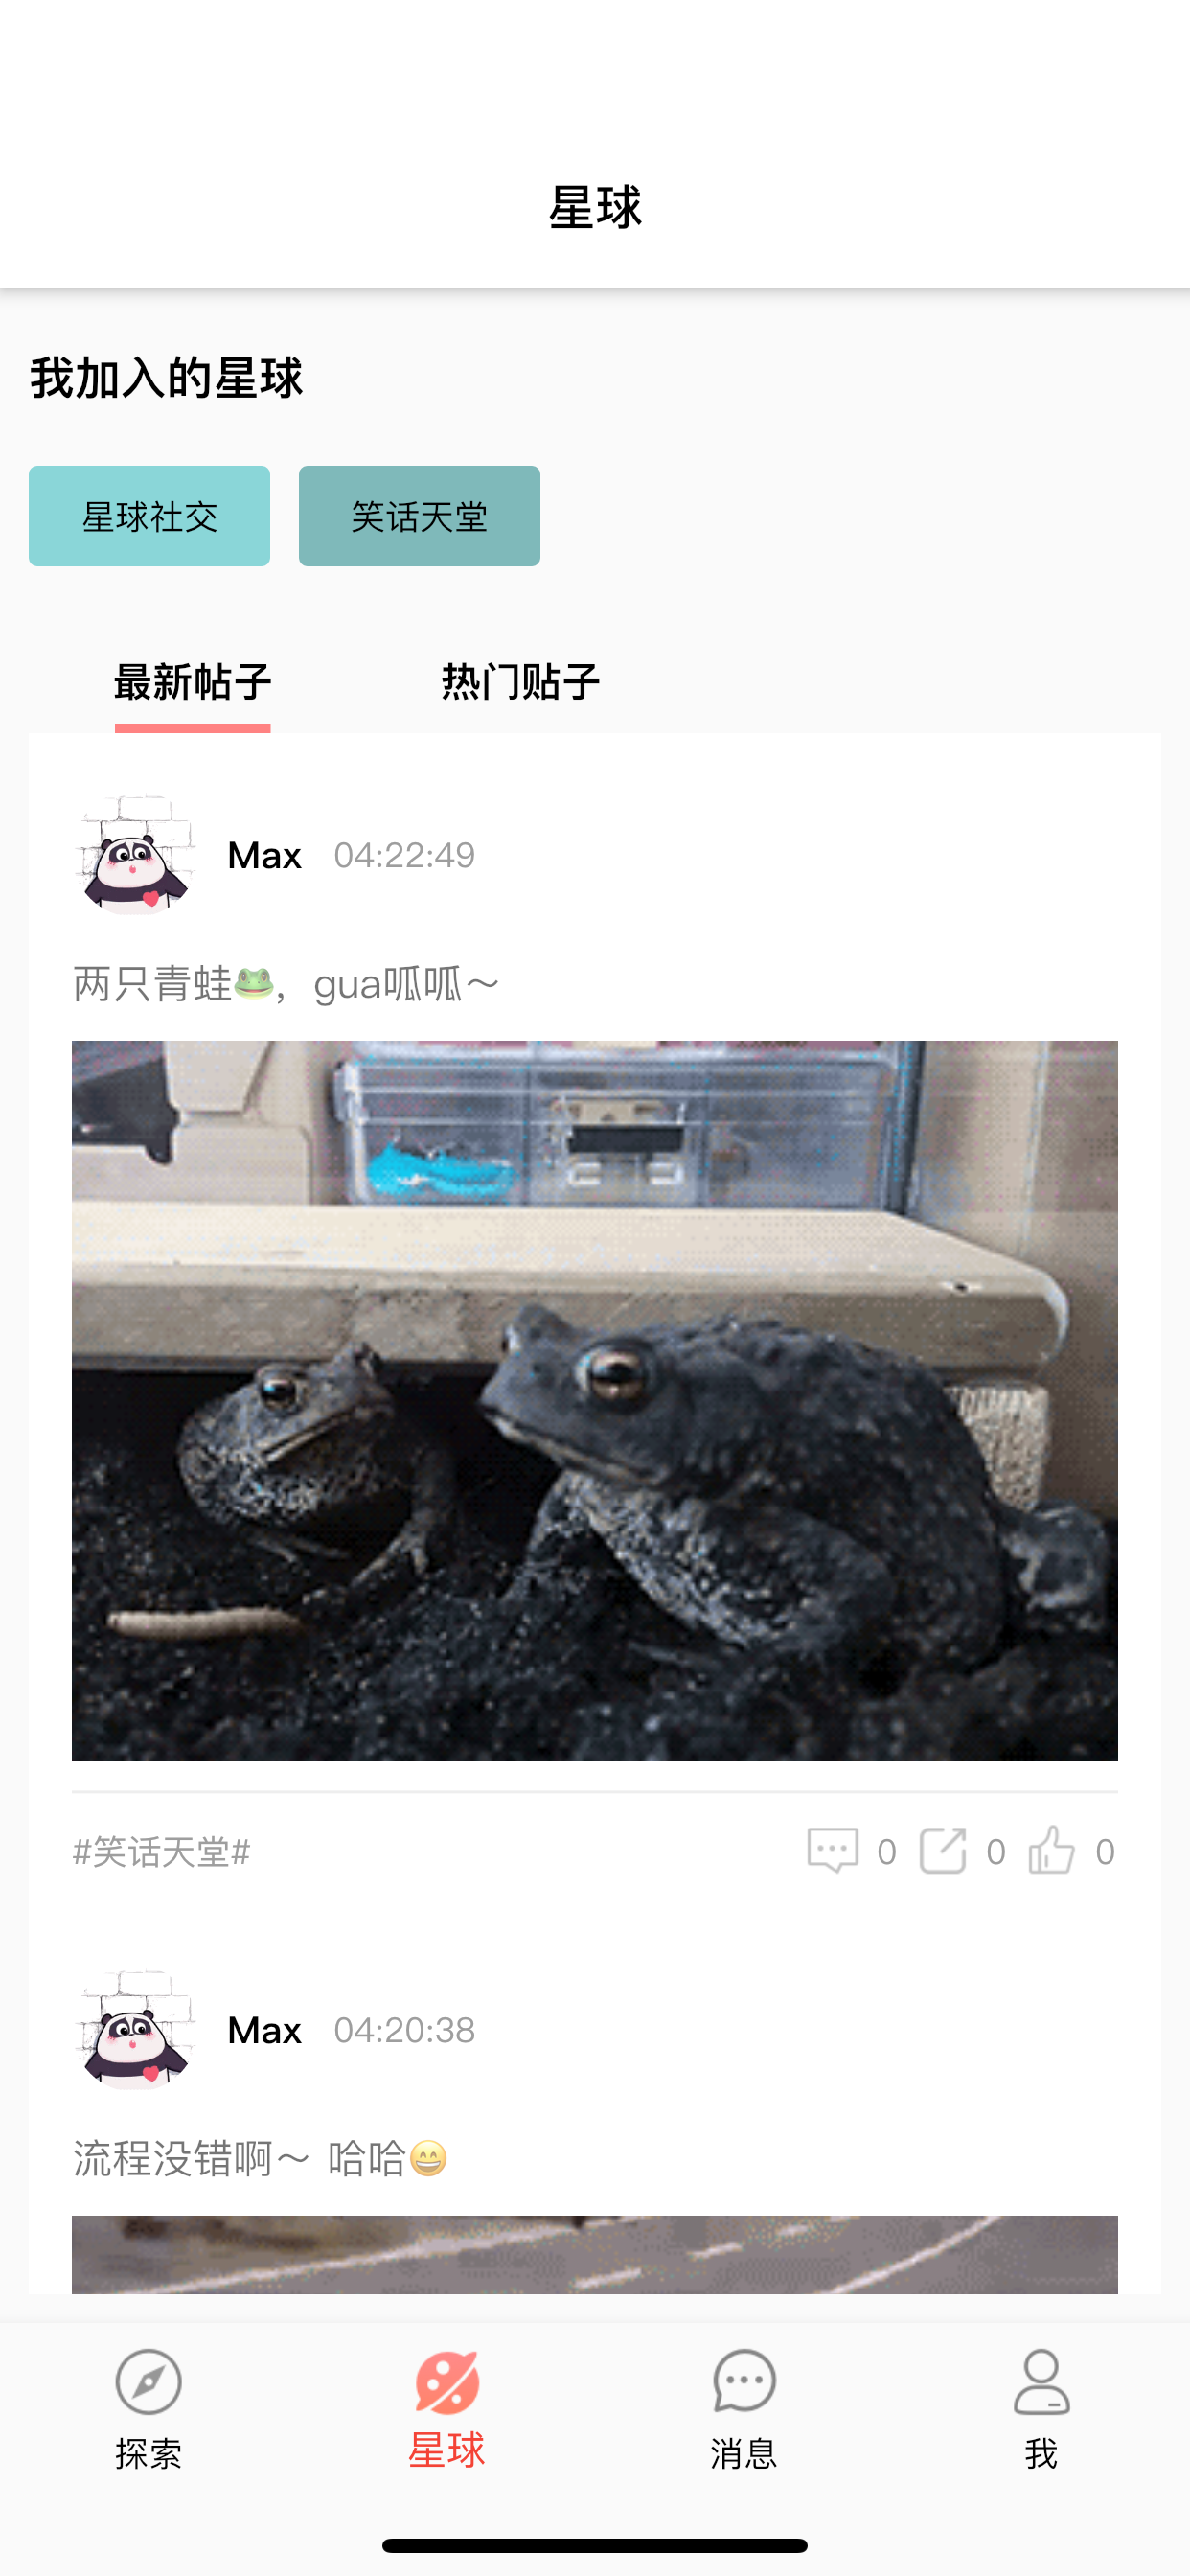 星球
我加入的星球
星球社交 笑话天堂
最新帖子 热门贴子
Max 04:22:49
两只青蛙🐸，gua呱呱～
#笑话天堂# 0 0 0
Max 04:20:38
流程没错啊～ 哈哈😄
探索 星球 消息 我